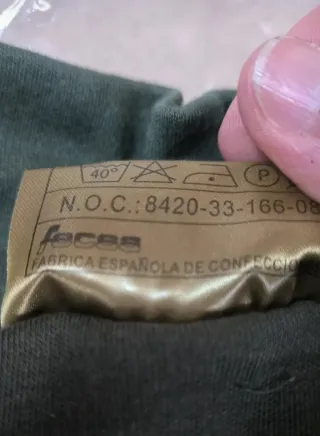 40°
P
N.O.C.:8420-33-166-08
fecsa
FABRICA ESPAÑOLA DE CONFECCIO